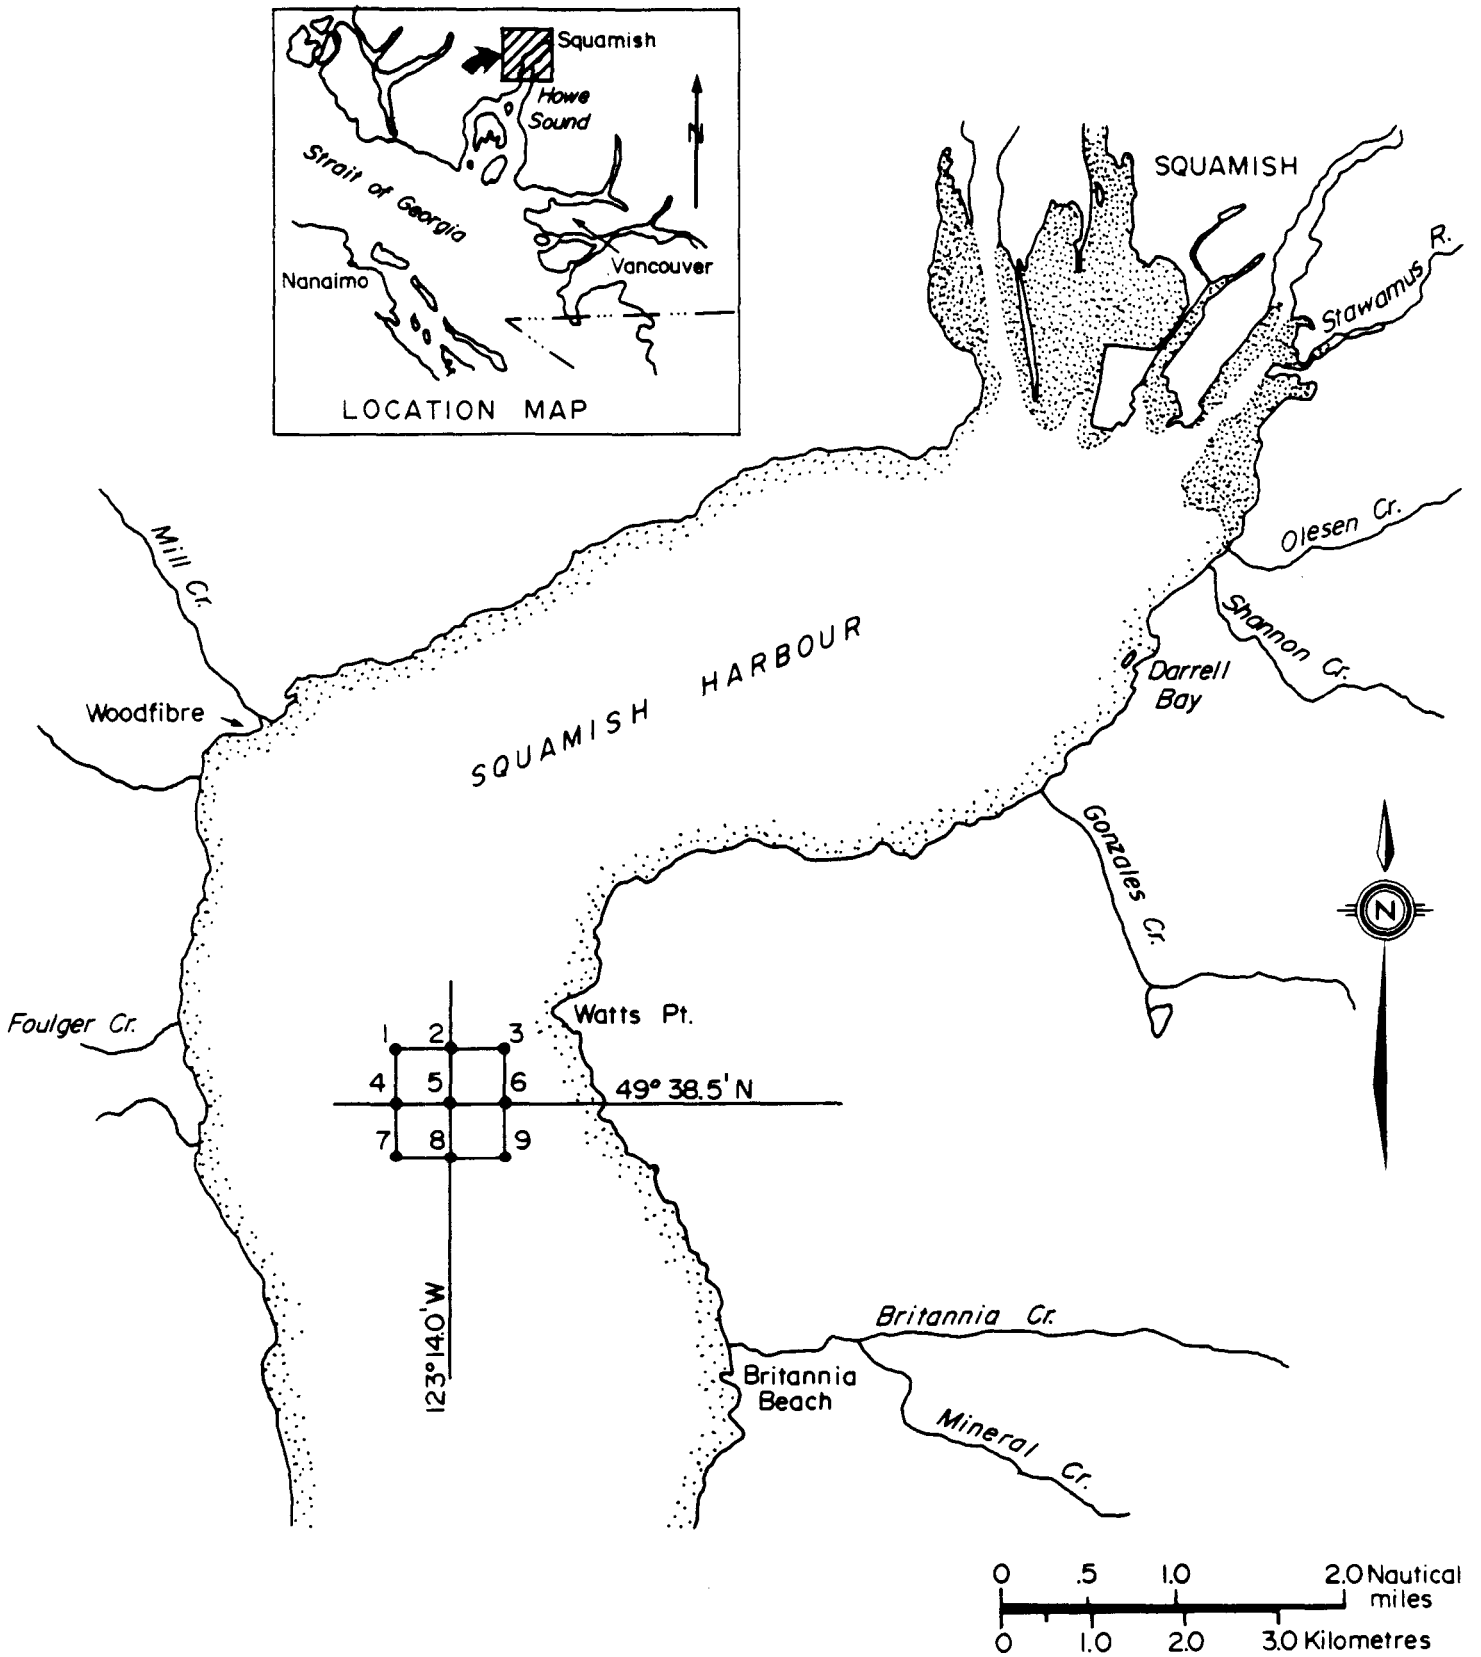 Squamish
Howe
Sound
N
Strait of Georgia
Nanaimo
Vancouver
LOCATION MAP
SQUAMISH
Stawamus R.
Mill Cr.
Olesen Cr.
Shannon Cr.
SQUAMISH HARBOUR
Darrell
Bay
Woodfibre
Gonzales Cr.
N
Foulger Cr.
Watts Pt.
1 2 3
4 5 6
49° 38.5' N
7 8 9
123° 14.0' W
Britannia Cr.
Britannia
Beach
Mineral Cr.
0 .5 1.0 2.0 Nautical
miles
0 1.0 2.0 3.0 Kilometres